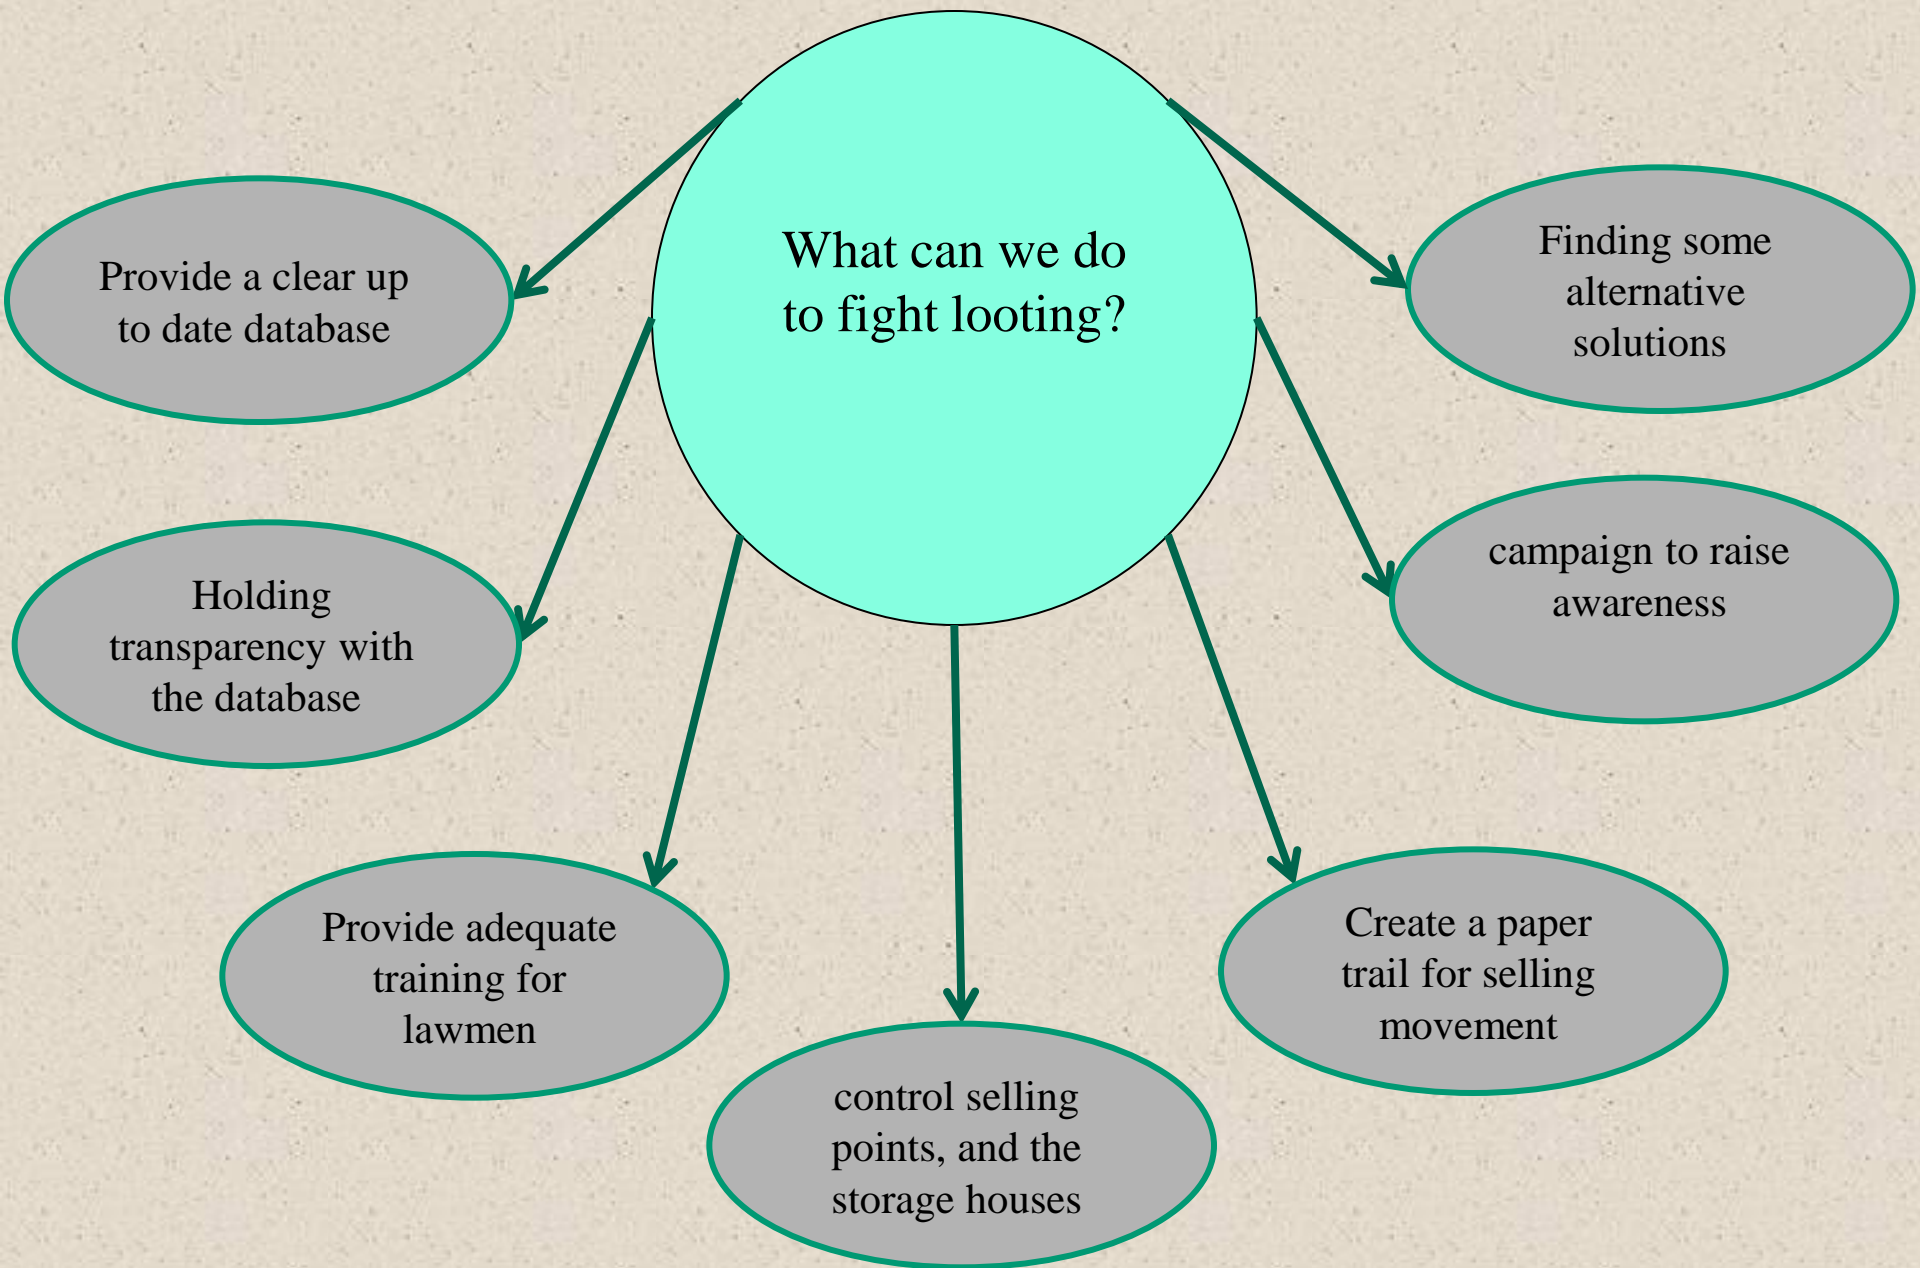 What can we do
to fight looting?
Provide a clear up
to date database
Holding
transparency with
the database
Provide adequate
training for
lawmen
control selling
points, and the
storage houses
Create a paper
trail for selling
movement
campaign to raise
awareness
Finding some
alternative
solutions